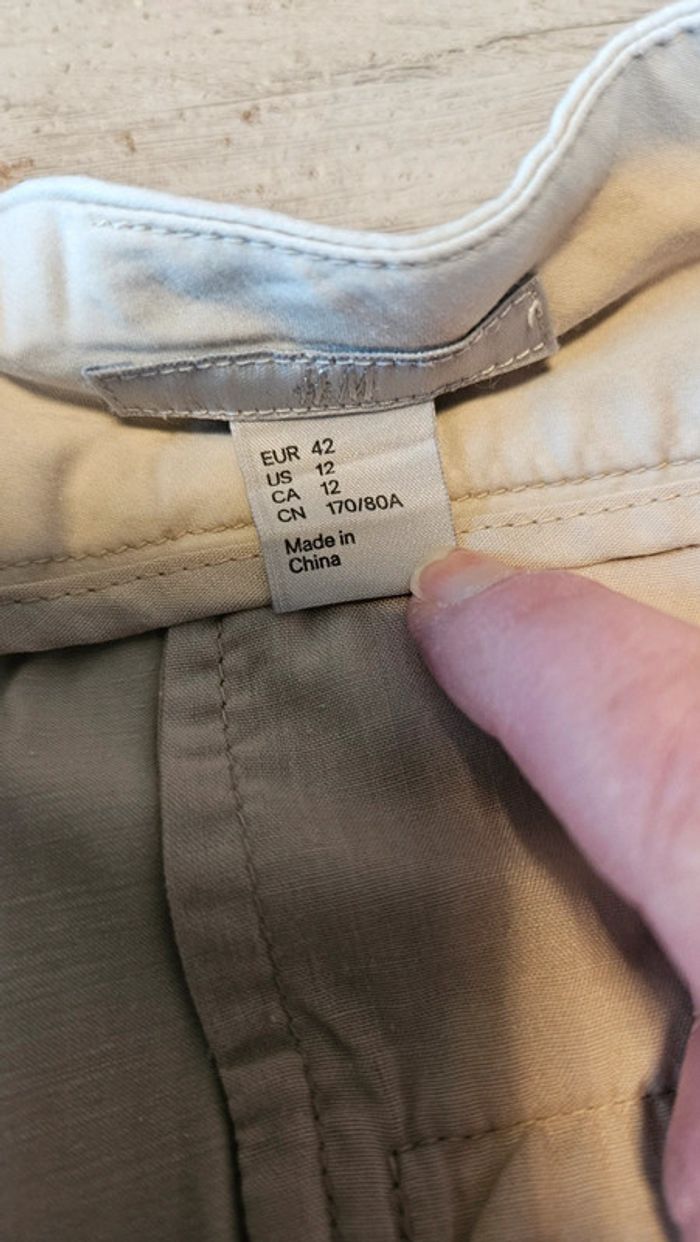 H&M
EUR 42
US 12
CA 12
CN 170/80A
Made in
China